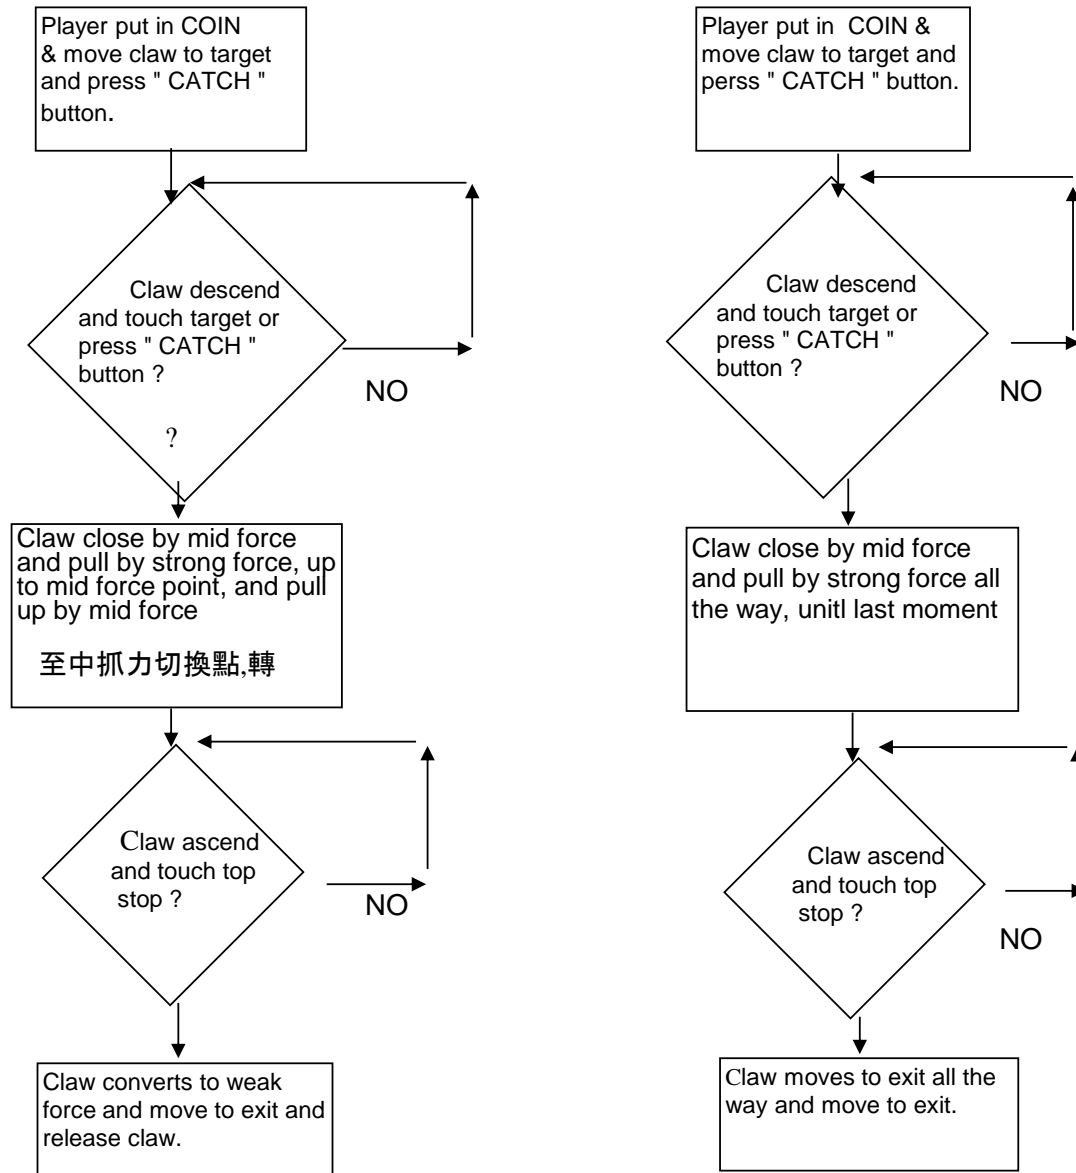 Player put in COIN
& move claw to target
and press " CATCH "
button.
Claw descend
and touch target or
press " CATCH "
button ?
?
NO
Claw close by mid force
and pull by strong force, up
to mid force point, and pull
up by mid force
至中抓力切換點,轉
Claw ascend
and touch top
stop ?
NO
Claw converts to weak
force and move to exit and
release claw.
Player put in  COIN &
move claw to target and
perss " CATCH " button.
Claw descend
and touch target or
press " CATCH "
button ?
NO
Claw close by mid force
and pull by strong force all
the way, unitl last moment
Claw ascend
and touch top
stop ?
NO
Claw moves to exit all the
way and move to exit.